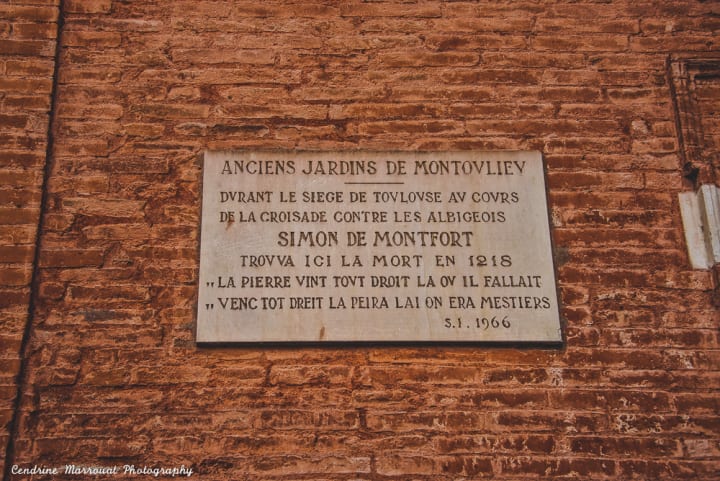 ANCIENS JARDINS DE MONTOVLIEV
DVRANT LE SIEGE DE TOVLOVSE AV COVRS
DE LA CROISADE CONTRE LES ALBIGEOIS
SIMON DE MONTFORT
TROVVA ICI LA MORT EN 1218
„ LA PIERRE VINT TOVT DROIT LA OV IL FALLAIT
„ VENC TOT DREIT LA PEIRA LAI ON ERA MESTIERS
S.I. 1966
Cendrine Marrouat Photography